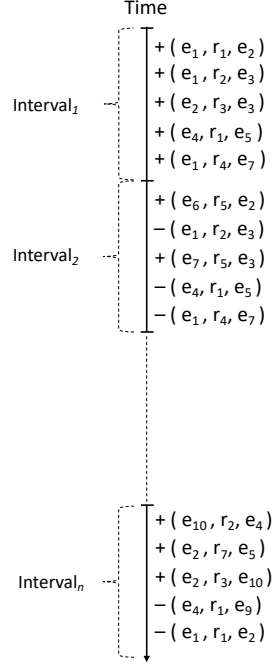 Time
+ ( e₁ , r₁, e₂ )
+ ( e₁ , r₂, e₃ )
Interval₁ + ( e₂ , r₃, e₃ )
+ ( e₄, r₁, e₅ )
+ ( e₁ , r₄, e₇ )
+ ( e₆ , r₅, e₂ )
− ( e₁ , r₂, e₃ )
Interval₂ + ( e₇ , r₅, e₃ )
− ( e₄, r₁, e₅ )
− ( e₁ , r₄, e₇ )
+ ( e₁₀ , r₂, e₄ )
+ ( e₂ , r₇, e₅ )
Intervalₙ + ( e₂ , r₃, e₁₀ )
− ( e₄, r₁, e₉ )
− ( e₁ , r₁, e₂ )